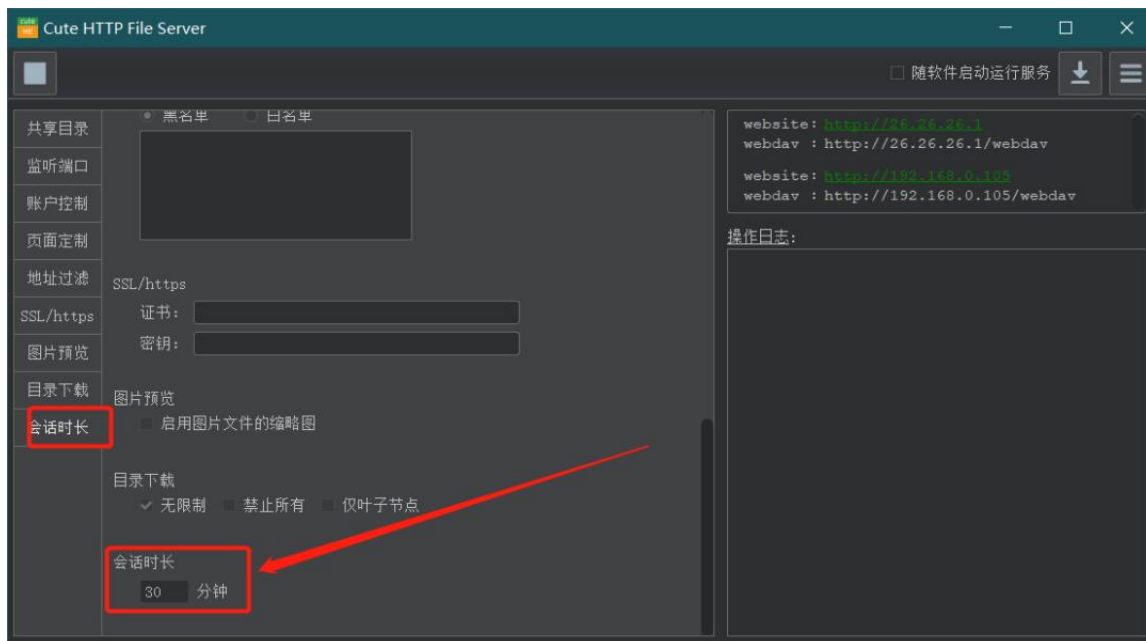 Cute HTTP File Server
随软件启动运行服务
共享目录
监听端口
账户控制
页面定制
地址过滤
SSL/https
图片预览
目录下载
会话时长
黑名单 白名单
SSL/https
证书:
密钥:
图片预览
启用图片文件的缩略图
目录下载
无限制 禁止所有 仅叶子节点
会话时长
30 分钟
website: http://26.26.26.1
webdav : http://26.26.26.1/webdav
website: http://192.168.0.105
webdav : http://192.168.0.105/webdav
操作日志: